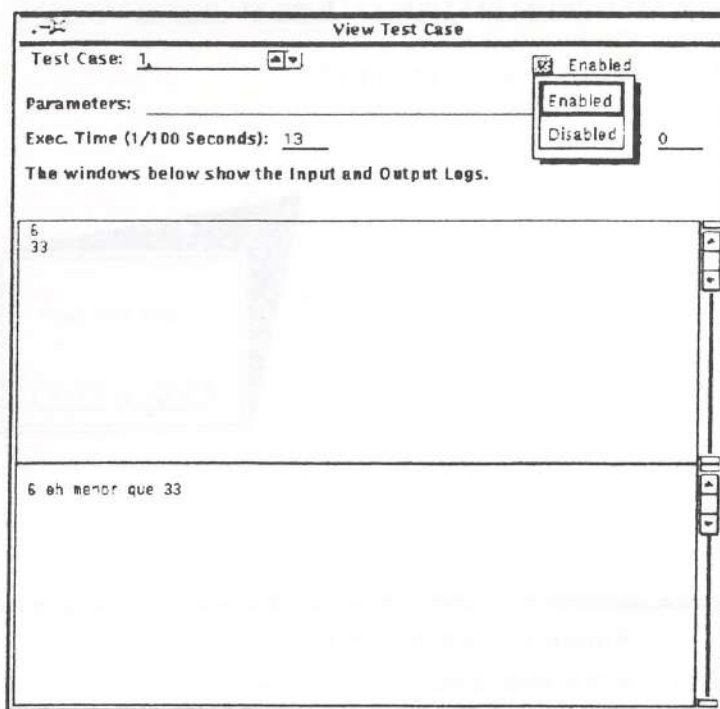 View Test Case
Test Case: 1
Enabled
Parameters:
Enabled
Exec. Time (1/100 Seconds): 13
Disabled
0
The windows below show the Input and Output Logs.
6
33
6 eh menor que 33